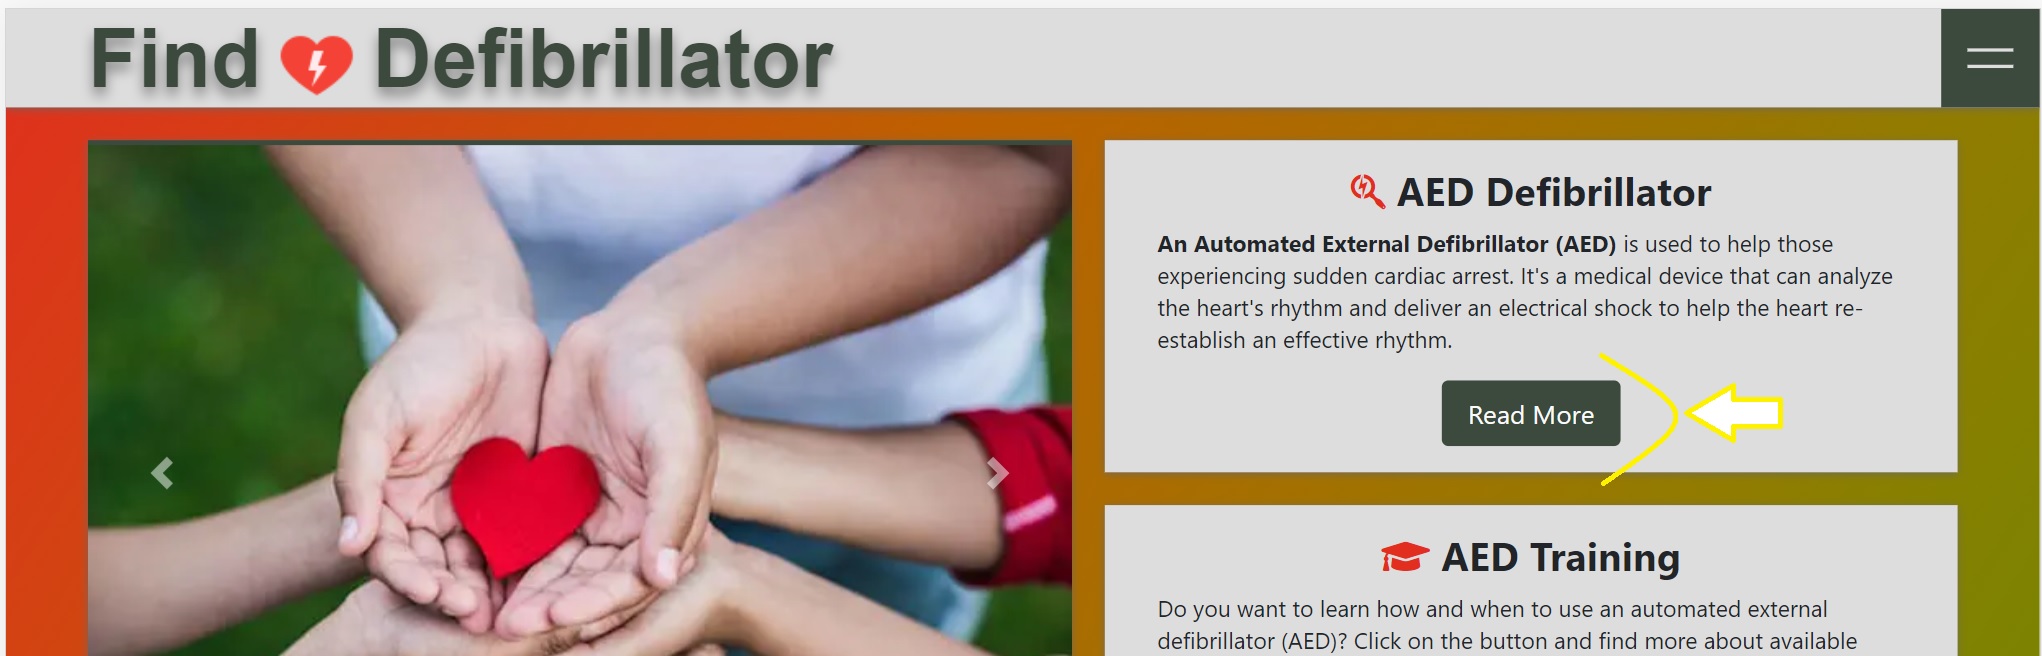 Find Defibrillator
AED Defibrillator
An Automated External Defibrillator (AED) is used to help those
experiencing sudden cardiac arrest. It's a medical device that can analyze
the heart's rhythm and deliver an electrical shock to help the heart re-
establish an effective rhythm.
Read More
AED Training
Do you want to learn how and when to use an automated external
defibrillator (AED)? Click on the button and find more about available